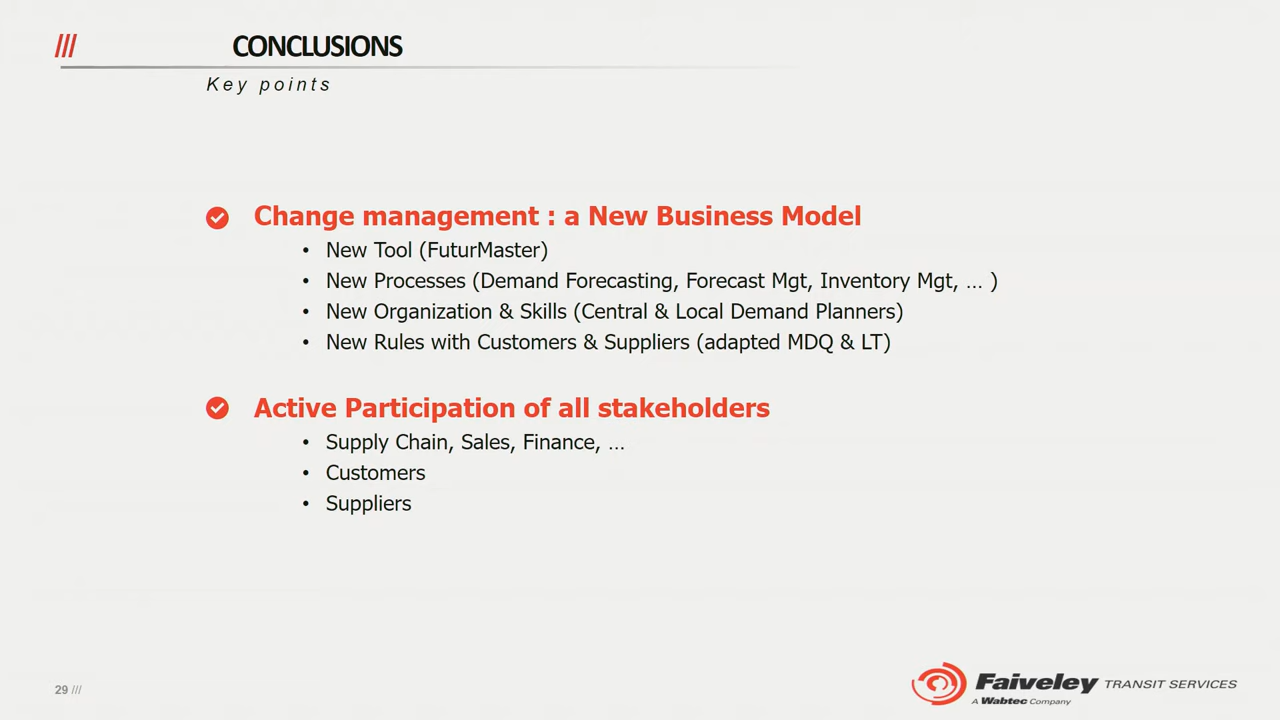 ///
CONCLUSIONS
Key points
Change management : a New Business Model
• New Tool (FuturMaster)
• New Processes (Demand Forecasting, Forecast Mgt, Inventory Mgt, … )
• New Organization & Skills (Central & Local Demand Planners)
• New Rules with Customers & Suppliers (adapted MDQ & LT)
Active Participation of all stakeholders
• Supply Chain, Sales, Finance, …
• Customers
• Suppliers
29 ///
Faiveley TRANSIT SERVICES
A Wabtec Company